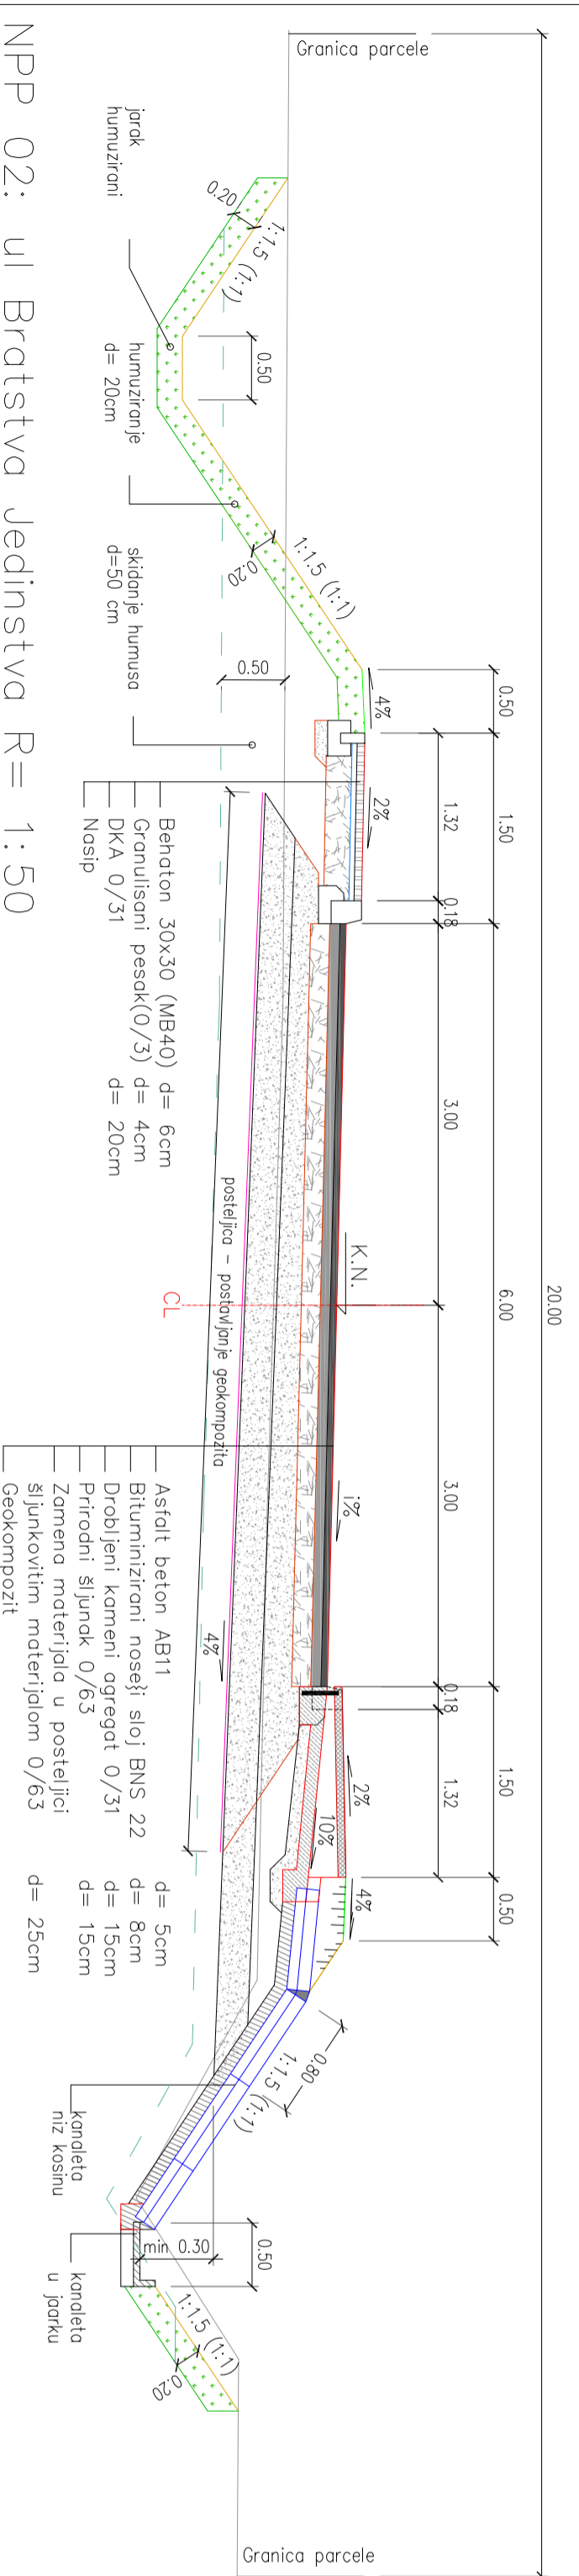 20.00
Granica parcele
Granica parcele
0.50
1.50
6.00
1.50
0.50
1.32
0.18
3.00
3.00
0.18
1.32
K.N.
4%
2%
i%
2%
10%
4%
1:1.5 (1:1)
0.20
0.50
1:1.5 (1:1)
0.20
0.50
0.80
1:1.5 (1:1)
0.50
min 0.30
1:1.5 (1:1)
0.20
4%
posteljica - postavljanje geokompozita
CL
jarak
humuzirani
humuziranje
d= 20cm
skidanje humusa
d=50 cm
Behaton 30x30 (MB40) d= 6cm
Granulisani pesak(0/3) d= 4cm
DKA 0/31 d= 20cm
Nasip
Asfalt beton AB11 d= 5cm
Bituminizirani noseši sloj BNS 22 d= 8cm
Drobljeni kameni agregat 0/31 d= 15cm
Prirodni šljunak 0/63 d= 15cm
Zamena materijala u posteljici
šljunkovitim materijalom 0/63 d= 25cm
Geokompozit
kanaleta
niz kosinu
kanaleta
u jaarku
NPP 02: ul Bratstva Jedinstva R= 1:50